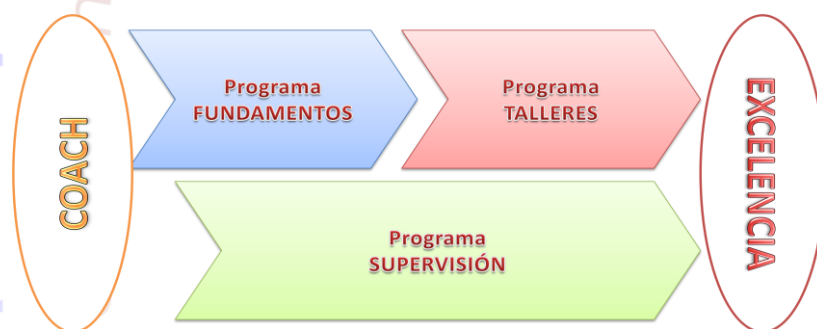 COACH
Programa
FUNDAMENTOS
Programa
TALLERES
EXCELENCIA
Programa
SUPERVISIÓN